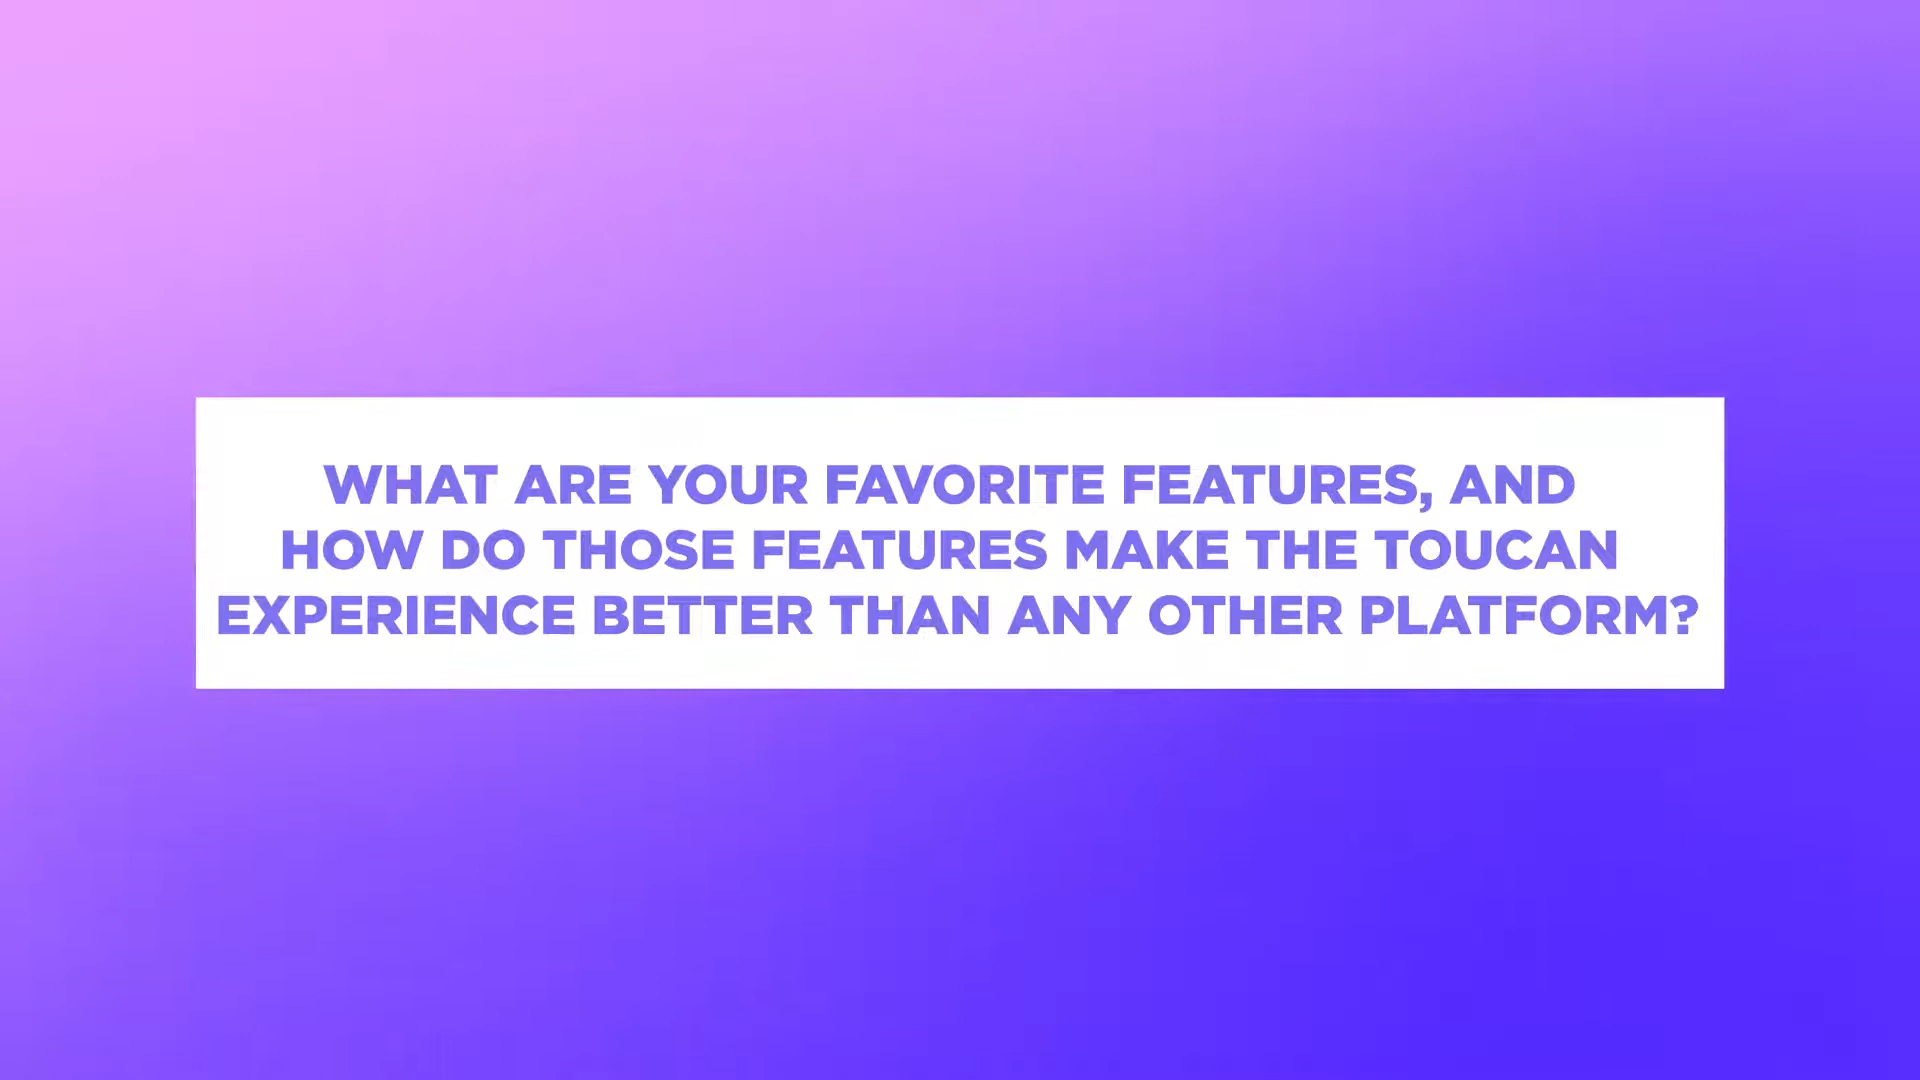 WHAT ARE YOUR FAVORITE FEATURES, AND
HOW DO THOSE FEATURES MAKE THE TOUCAN
EXPERIENCE BETTER THAN ANY OTHER PLATFORM?